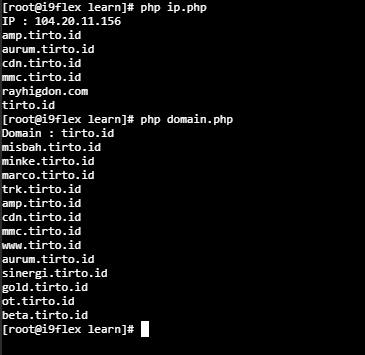 [root@i9flex learn]# php ip.php
IP : 104.20.11.156
amp.tirto.id
aurum.tirto.id
cdn.tirto.id
mmc.tirto.id
rayhigdon.com
tirto.id
[root@i9flex learn]# php domain.php
Domain : tirto.id
misbah.tirto.id
minke.tirto.id
marco.tirto.id
trk.tirto.id
amp.tirto.id
cdn.tirto.id
mmc.tirto.id
www.tirto.id
aurum.tirto.id
sinergi.tirto.id
gold.tirto.id
ot.tirto.id
beta.tirto.id
[root@i9flex learn]#